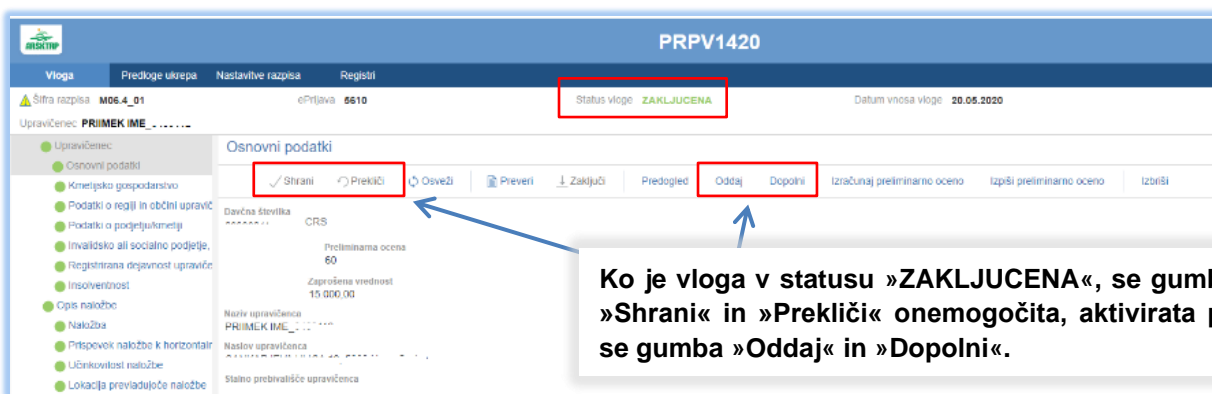 ARSKTRP
PRPV1420
Vloga Predloge ukrepa Nastavitve razpisa Registri
Šifra razpisa M06.4_01 ePrijava 5610 Status vloge ZAKLJUCENA Datum vnosa vloge 20.05.2020
Upravičenec PRIIMEK IME_
Upravičenec
Osnovni podatki
Kmetijsko gospodarstvo
Podatki o regiji in občini upravič
Podatki o podjetju/kmetiji
Invalidsko ali socialno podjetje,
Registrirana dejavnost upraviče
Insolventnost
Opis naložbe
Naložba
Prispevek naložbe k horizontalr
Učinkovitost naložbe
Lokacija prevladujoče naložbe
Osnovni podatki
Shrani Prekliči Osveži Preveri Zaključi Predogled Oddaj Dopolni Izračunaj preliminarno oceno Izpiši preliminarno oceno Izbriši
Davčna številka
CRS
Preliminarna ocena
60
Zaprošena vrednost
15.000,00
Naziv upravičenca
PRIIMEK IME_
Naslov upravičenca
Stalno prebivališče upravičenca
Ko je vloga v statusu »ZAKLJUCENA«, se gumb
»Shrani« in »Prekliči« onemogočita, aktivirata p
se gumba »Oddaj« in »Dopolni«.